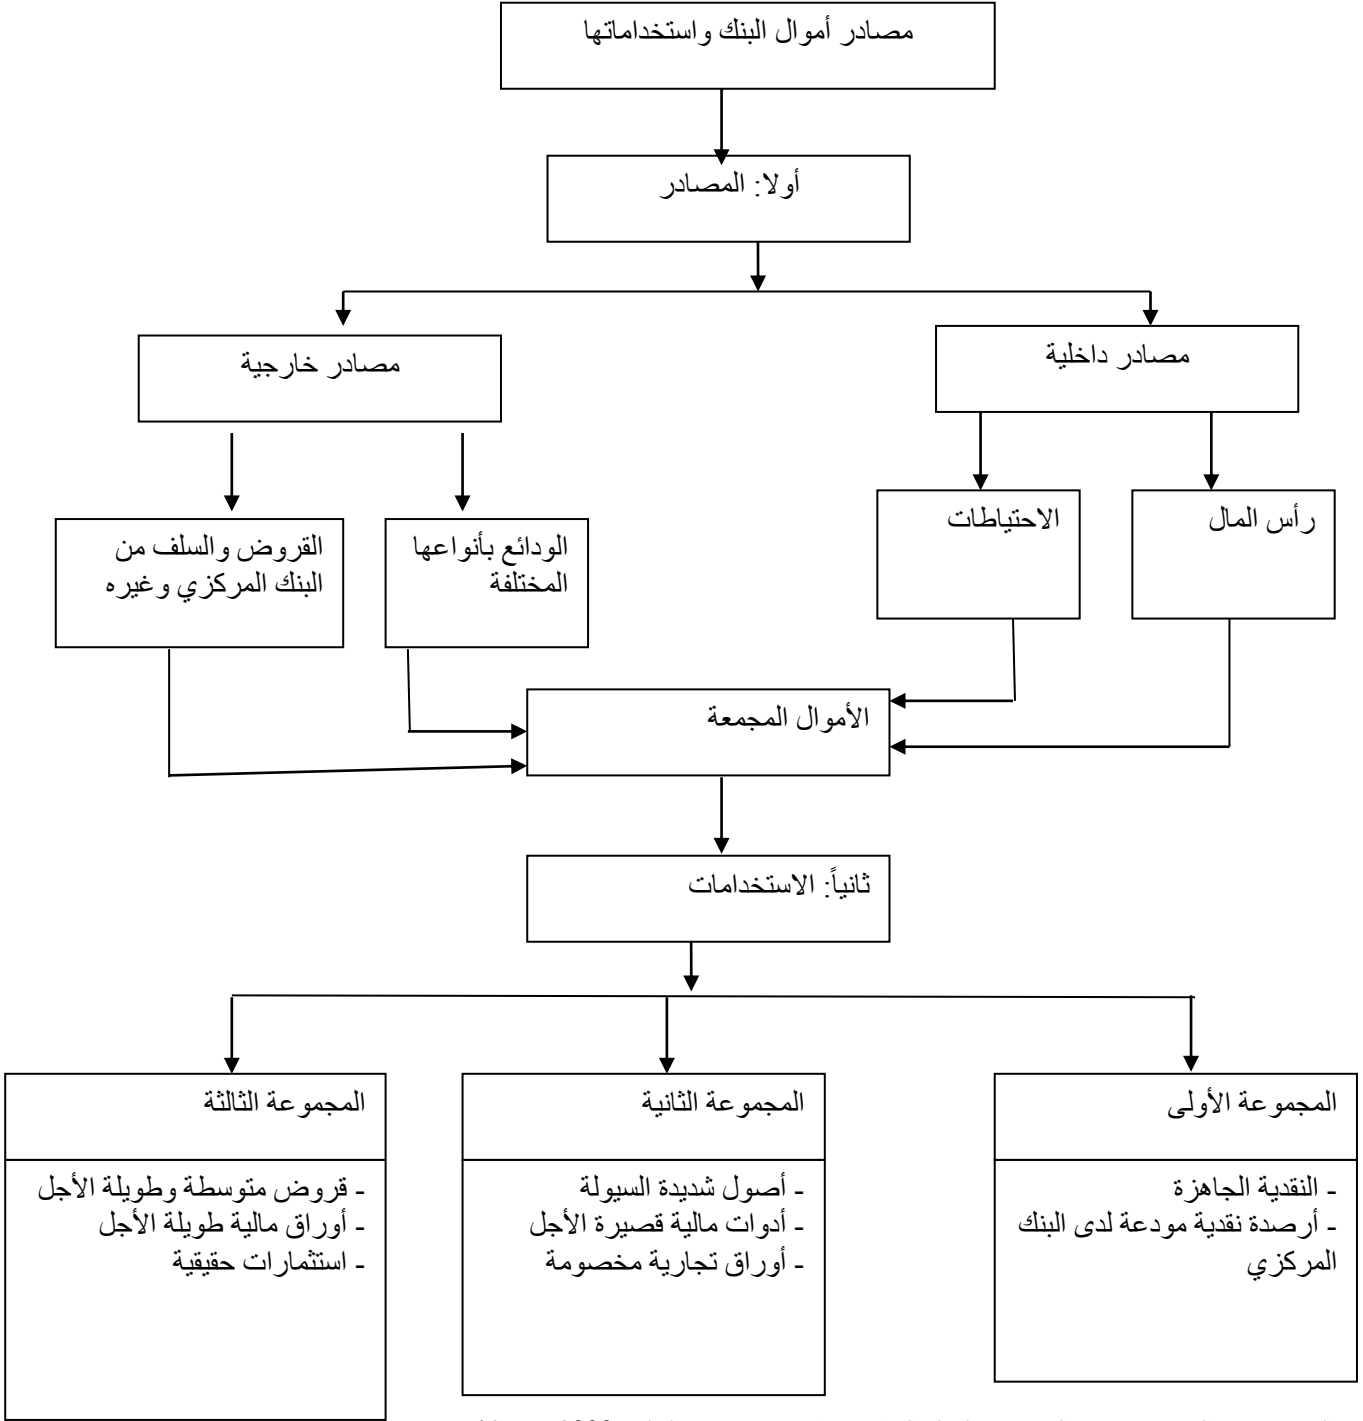 مصادر أموال البنك واستخداماتها
أولا: المصادر
مصادر داخلية
مصادر خارجية
رأس المال
الاحتياطات
الودائع بأنواعها
المختلفة
القروض والسلف من
البنك المركزي وغيره
الأموال المجمعة
ثانياً: الاستخدامات
المجموعة الأولى
- النقدية الجاهزة
- أرصدة نقدية مودعة لدى البنك
المركزي
المجموعة الثانية
- أصول شديدة السيولة
- أدوات مالية قصيرة الأجل
- أوراق تجارية مخصومة
المجموعة الثالثة
- قروض متوسطة وطويلة الأجل
- أوراق مالية طويلة الأجل
- استثمارات حقيقية